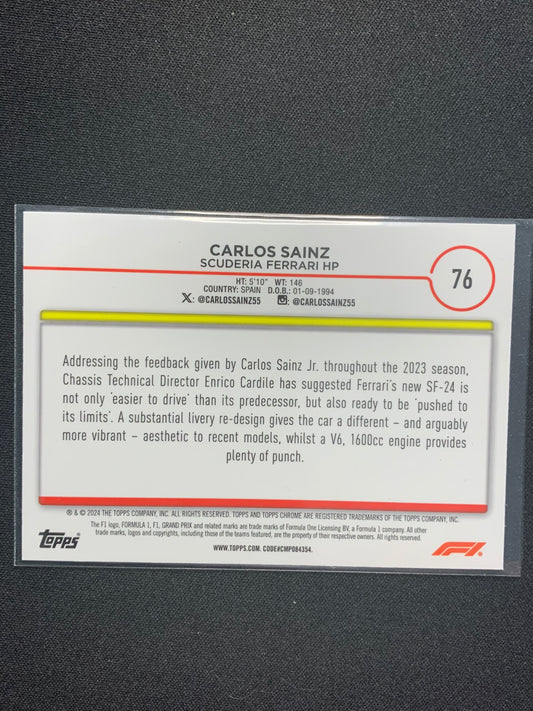 CARLOS SAINZ
SCUDERIA FERRARI HP
76
HT: 5'10" WT: 146
COUNTRY: SPAIN D.O.B.: 01-09-1994
X: @CARLOSSAINZ55 : @CARLOSSAINZ55
Addressing the feedback given by Carlos Sainz Jr. throughout the 2023 season,
Chassis Technical Director Enrico Cardile has suggested Ferrari's new SF-24 is
not only 'easier to drive' than its predecessor, but also ready to be 'pushed to
its limits'. A substantial livery re-design gives the car a different – and arguably
more vibrant – aesthetic to recent models, whilst a V6, 1600cc engine provides
plenty of punch.
® & © 2024 THE TOPPS COMPANY, INC. ALL RIGHTS RESERVED. TOPPS AND TOPPS CHROME ARE REGISTERED TRADEMARKS OF THE TOPPS COMPANY, INC.
The F1 logo, FORMULA 1, F1, GRAND PRIX and related marks are trade marks of Formula One Licensing BV, a Formula 1 company. All other
trade marks, logos and copyrights, including those of the teams featured, are the property of their respective owners. All rights reserved.
WWW.TOPPS.COM. CODE#CMP084354.
TOPPS
F1